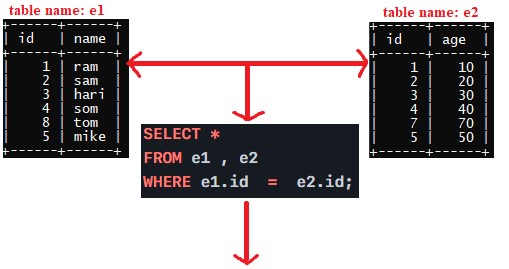 table name: e1
+------+------+
| id | name |
+------+------+
| 1 | ram |
| 2 | sam |
| 3 | hari |
| 4 | som |
| 8 | tom |
| 5 | mike |
+------+------+
table name: e2
+------+------+
| id | age |
+------+------+
| 1 | 10 |
| 2 | 20 |
| 3 | 30 |
| 4 | 40 |
| 7 | 70 |
| 5 | 50 |
+------+------+
SELECT *
FROM e1 , e2
WHERE e1.id = e2.id;